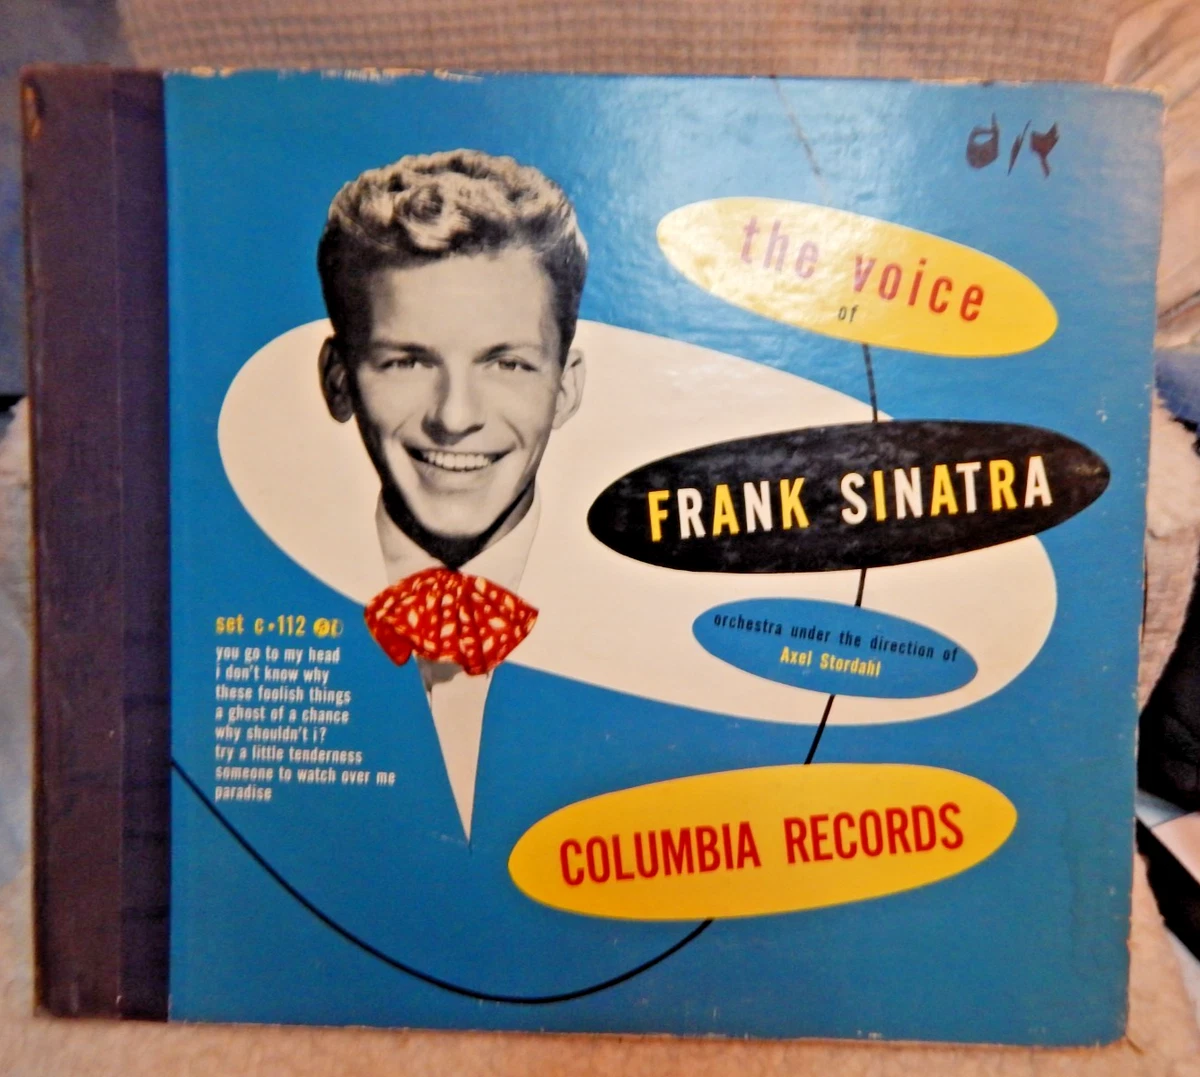 the voice
of
FRANK SINATRA
orchestra under the direction of
Axel Stordahl
set c•112
you go to my head
i don't know why
these foolish things
a ghost of a chance
why shouldn't i?
try a little tenderness
someone to watch over me
paradise
COLUMBIA RECORDS